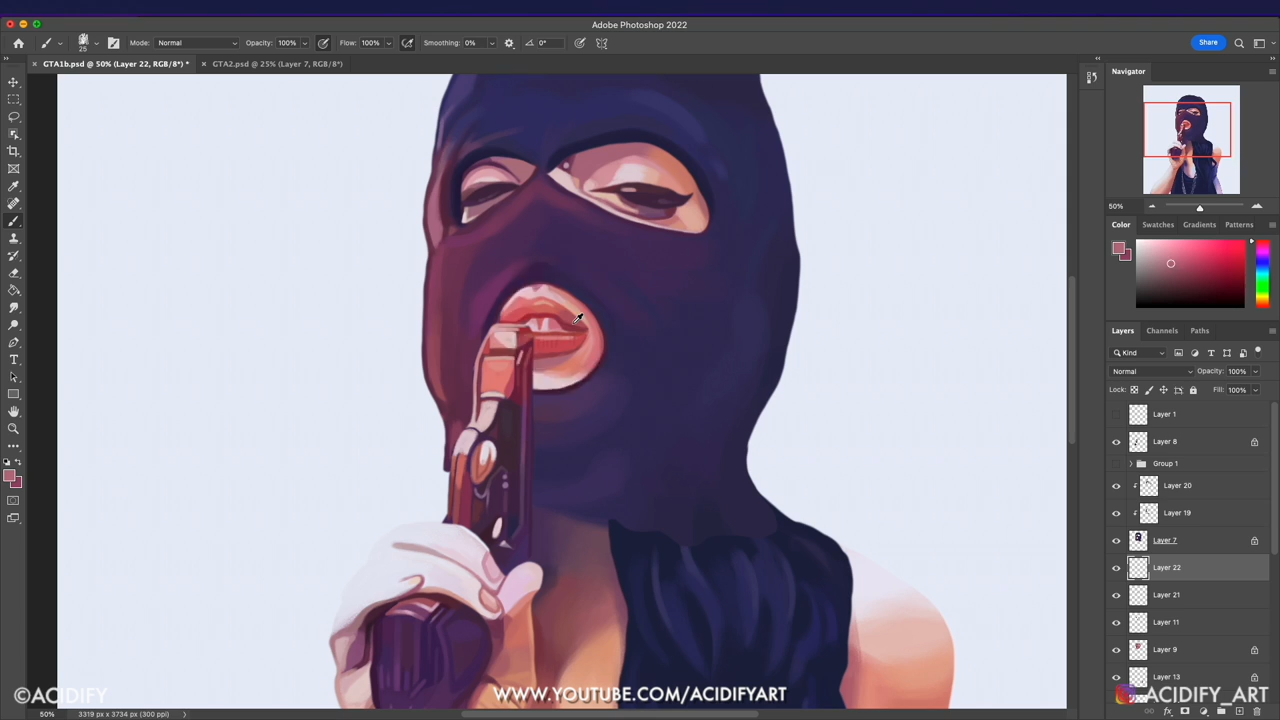 Adobe Photoshop 2022
25 Mode: Normal Opacity: 100% Flow: 100% Smoothing: 0% 0° Share
GTA1b.psd @ 50% (Layer 22, RGB/8*) * GTA2.psd @ 25% (Layer 7, RGB/8*)
Navigator
50%
Color Swatches Gradients Patterns
Layers Channels Paths
Kind
Normal Opacity: 100%
Lock: Fill: 100%
Layer 1
Layer 8
Group 1
Layer 20
Layer 19
Layer 7
Layer 22
Layer 21
Layer 11
Layer 9
Layer 13
©ACIDIFY WWW.YOUTUBE.COM/ACIDIFYART ACIDIFY_ART
50% 3319 px x 3734 px (300 ppi)